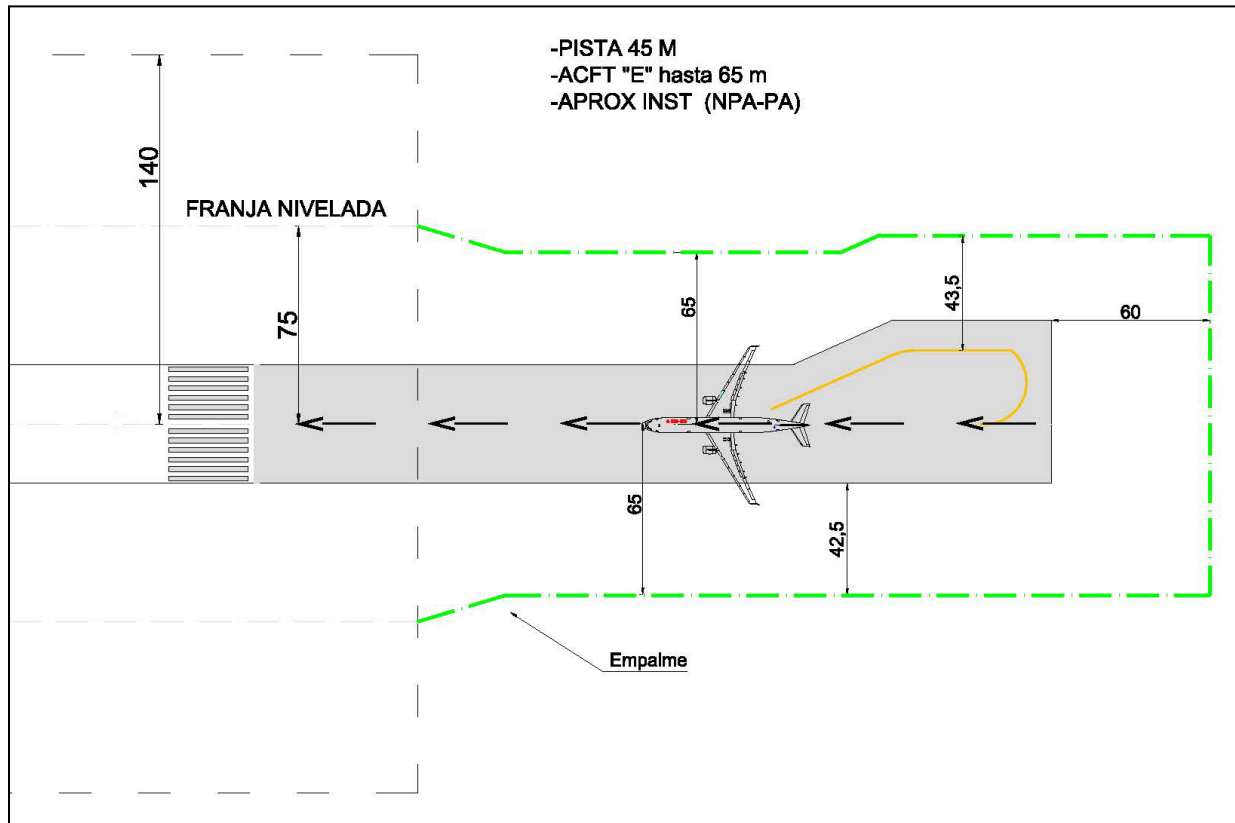 -PISTA 45 M
-ACFT "E" hasta 65 m
-APROX INST (NPA-PA)
140
FRANJA NIVELADA
75
65
43,5
60
65
42,5
Empalme